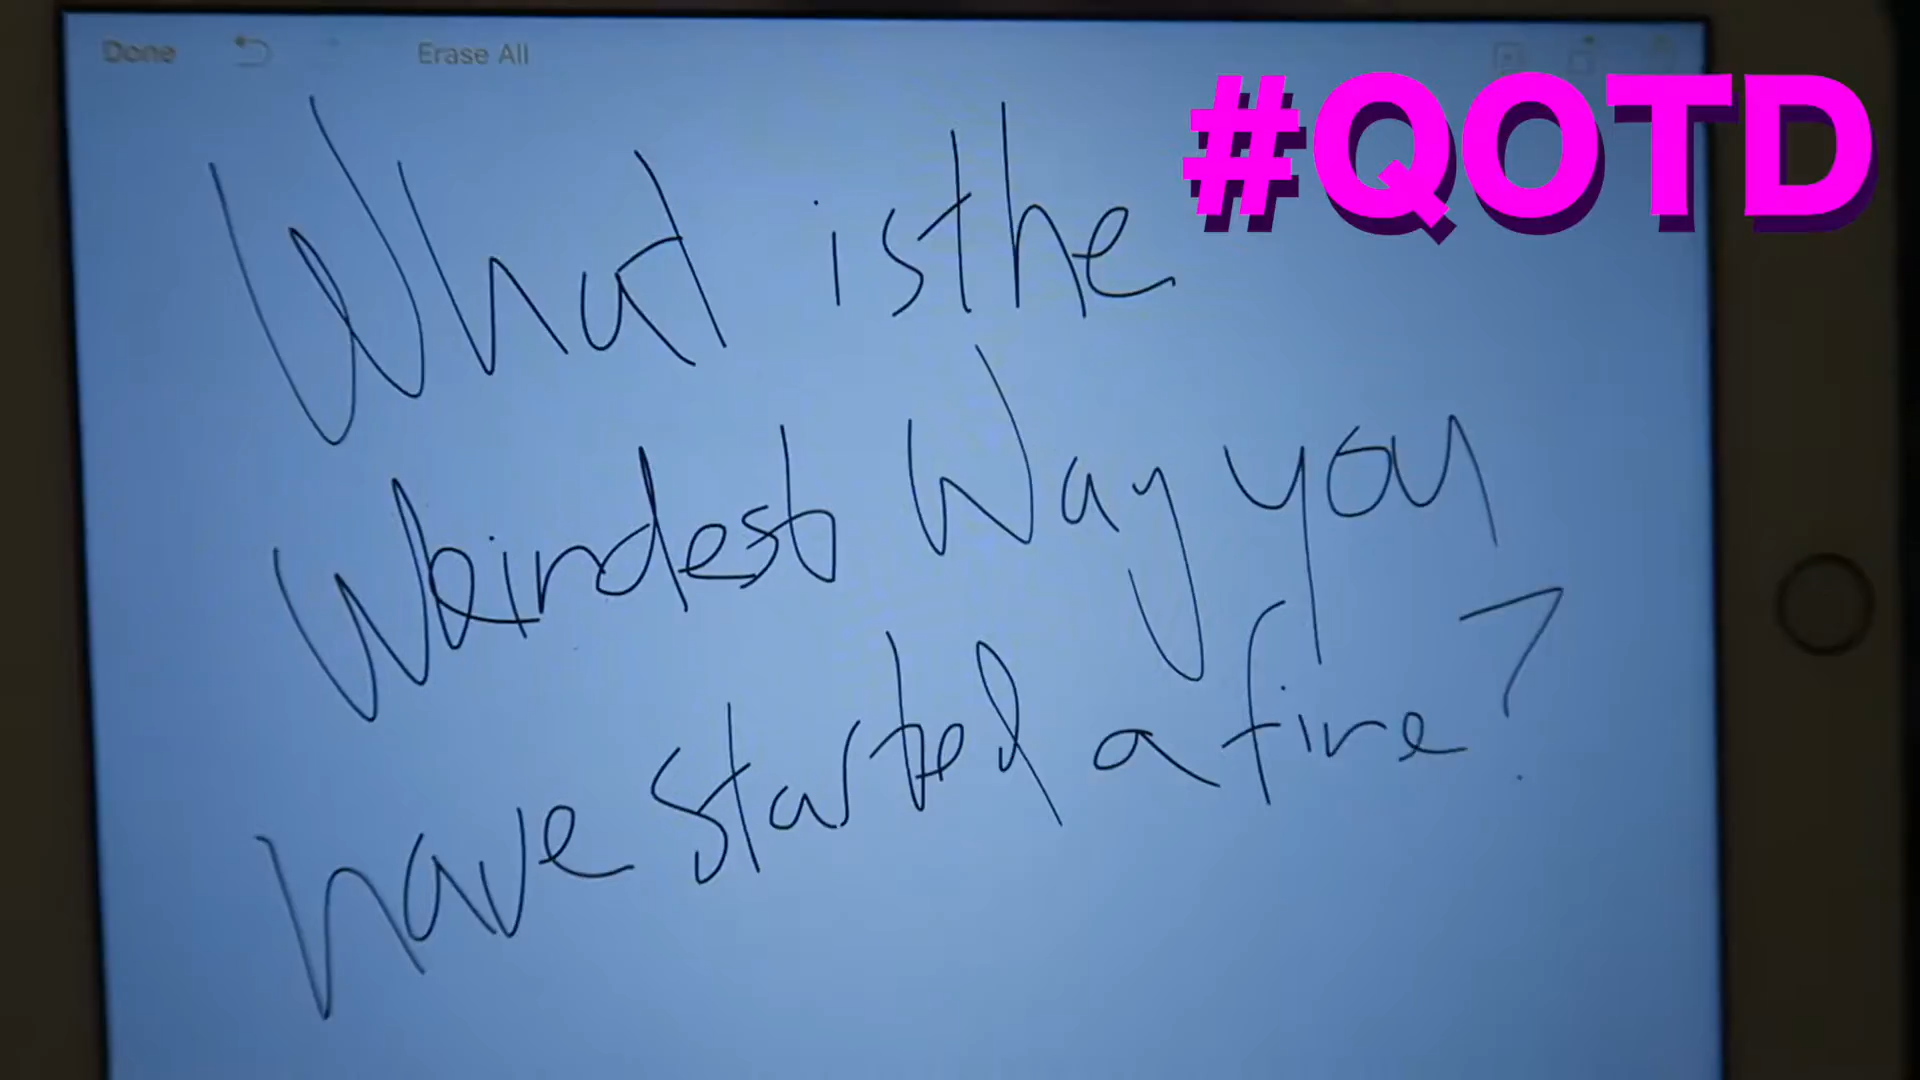 Done Erase All
#QOTD
What is the
Weirdest Way you
have started a fire?